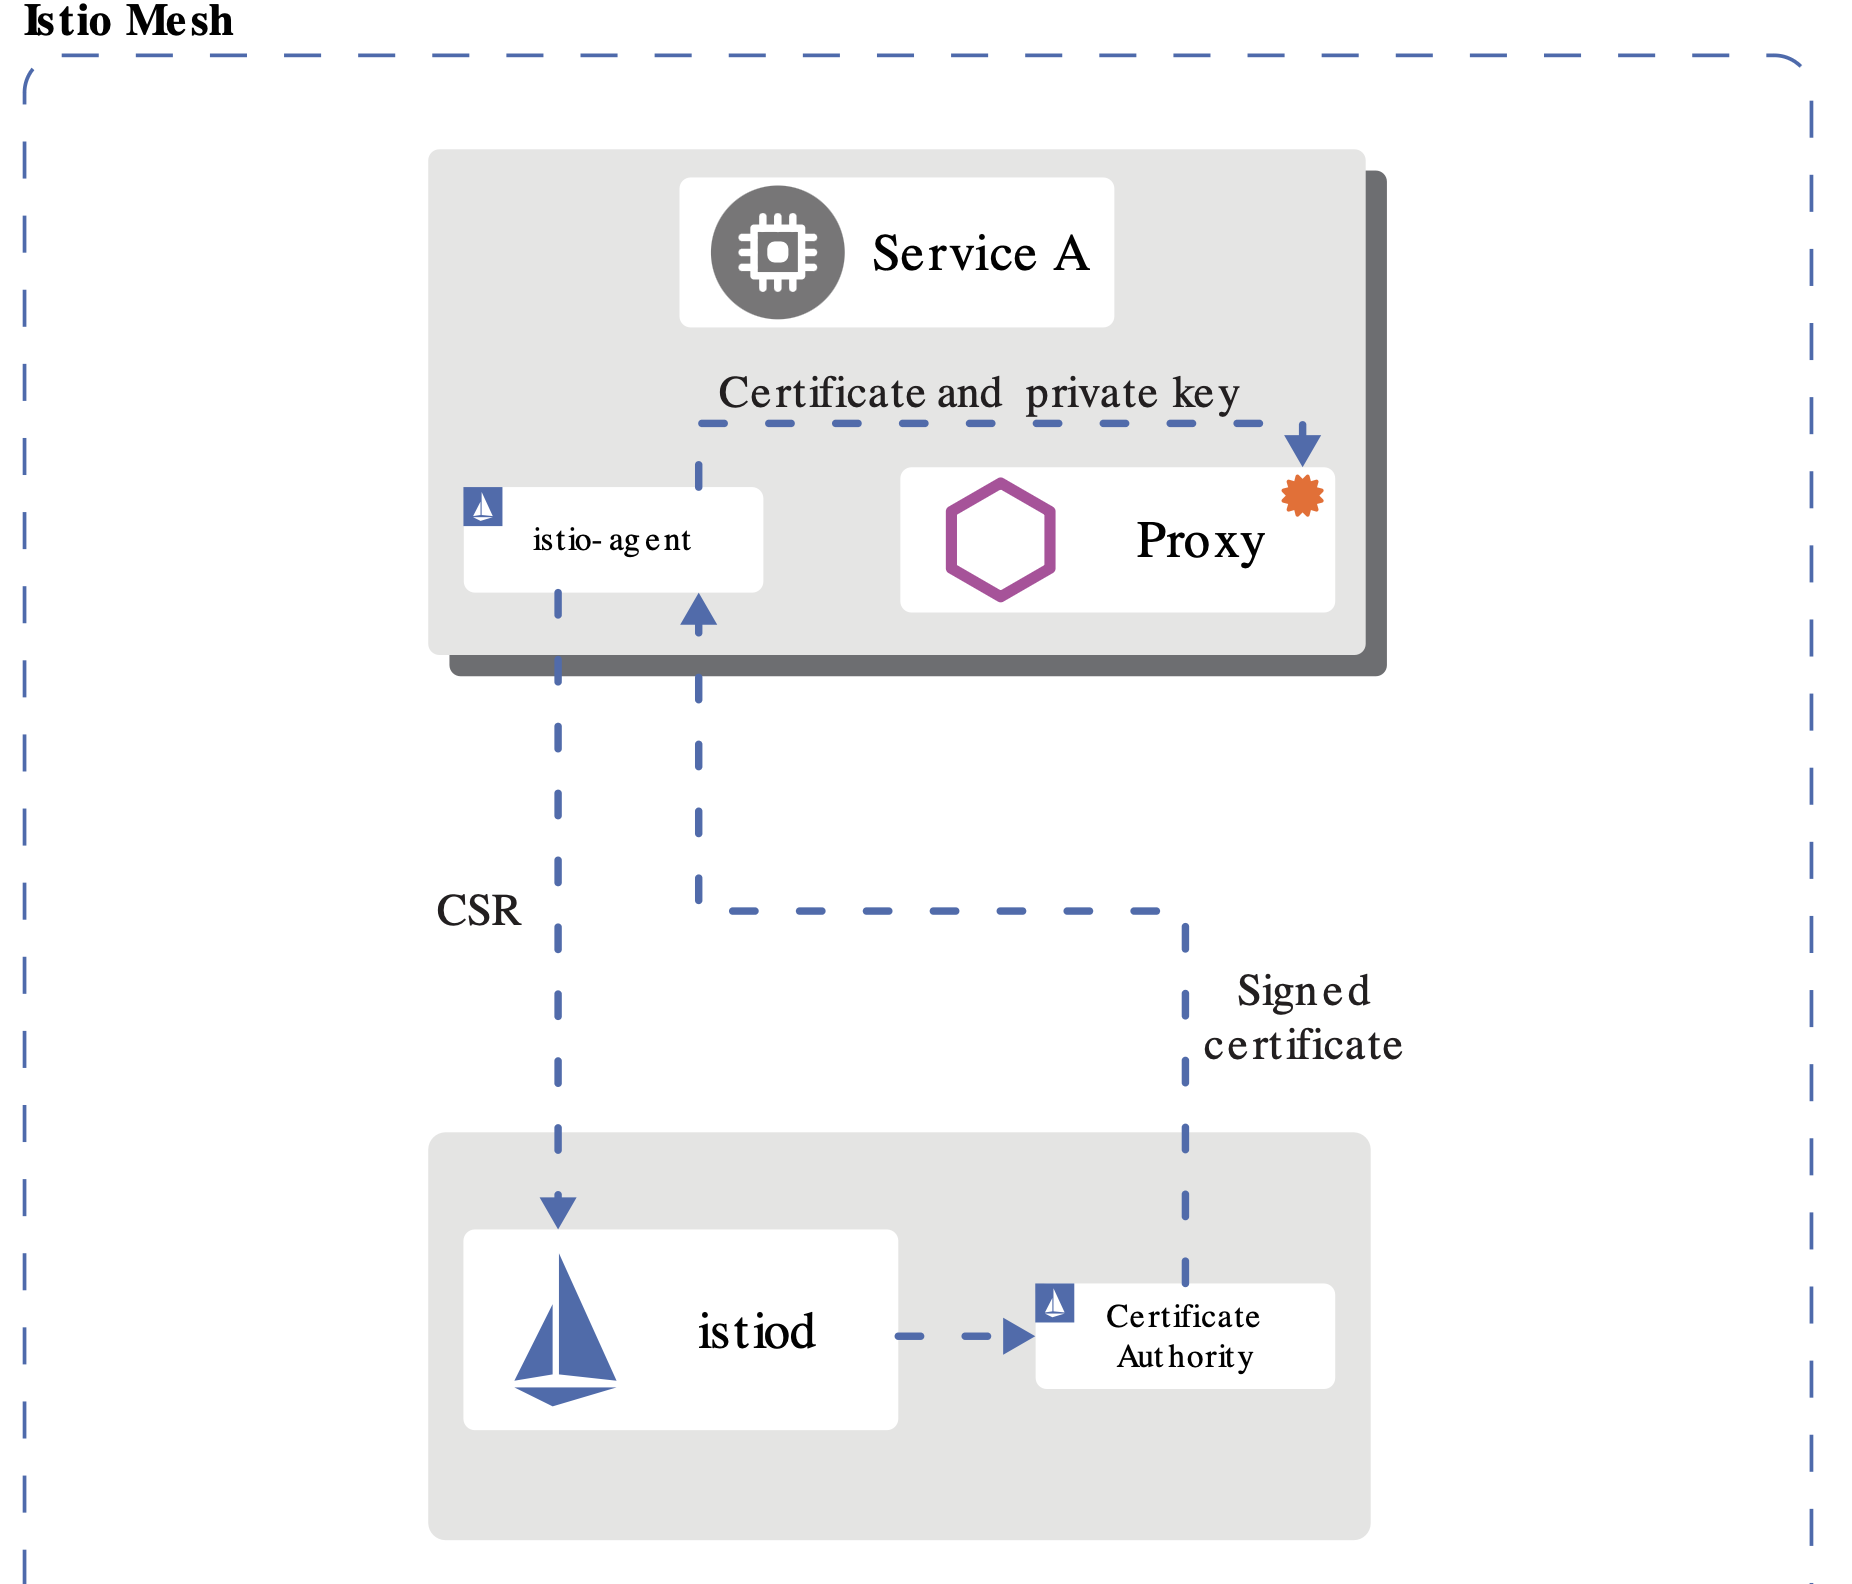 Istio Mesh
Service A
Certificate and private key
istio-agent
Proxy
CSR
Signed
certificate
istiod
Certificate
Authority